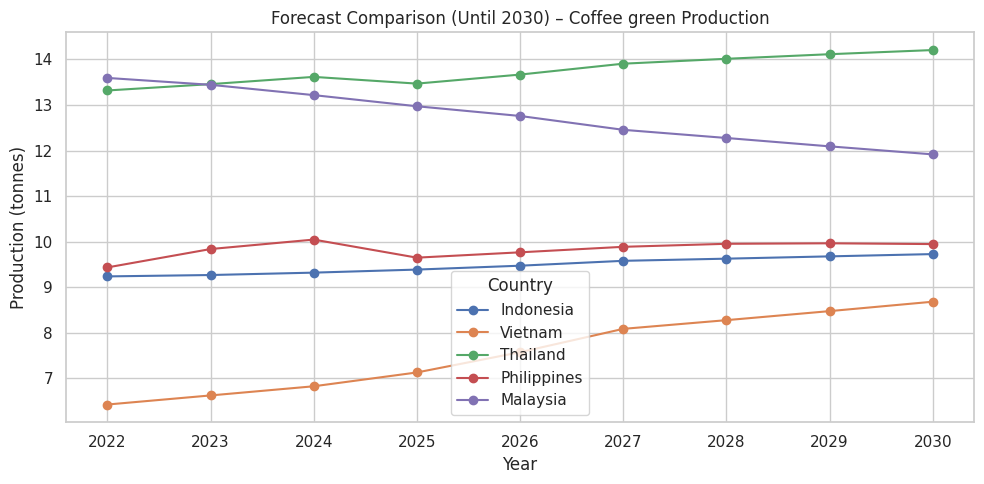 Forecast Comparison (Until 2030) – Coffee green Production
Production (tonnes)
14
13
12
11
10
9
8
7
Country
Indonesia
Vietnam
Thailand
Philippines
Malaysia
2022 2023 2024 2025 2026 2027 2028 2029 2030
Year